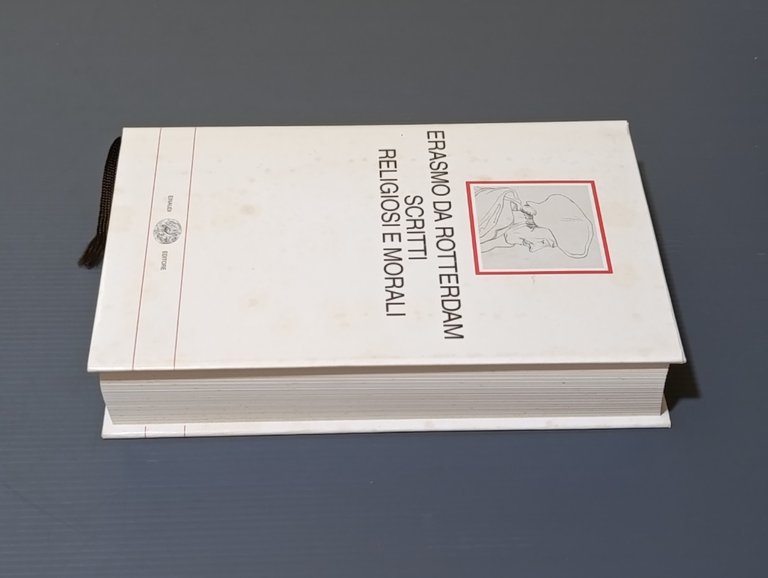 ERASMO DA ROTTERDAM
SCRITTI
RELIGIOSI E MORALI
EINAUDI
EDITORE